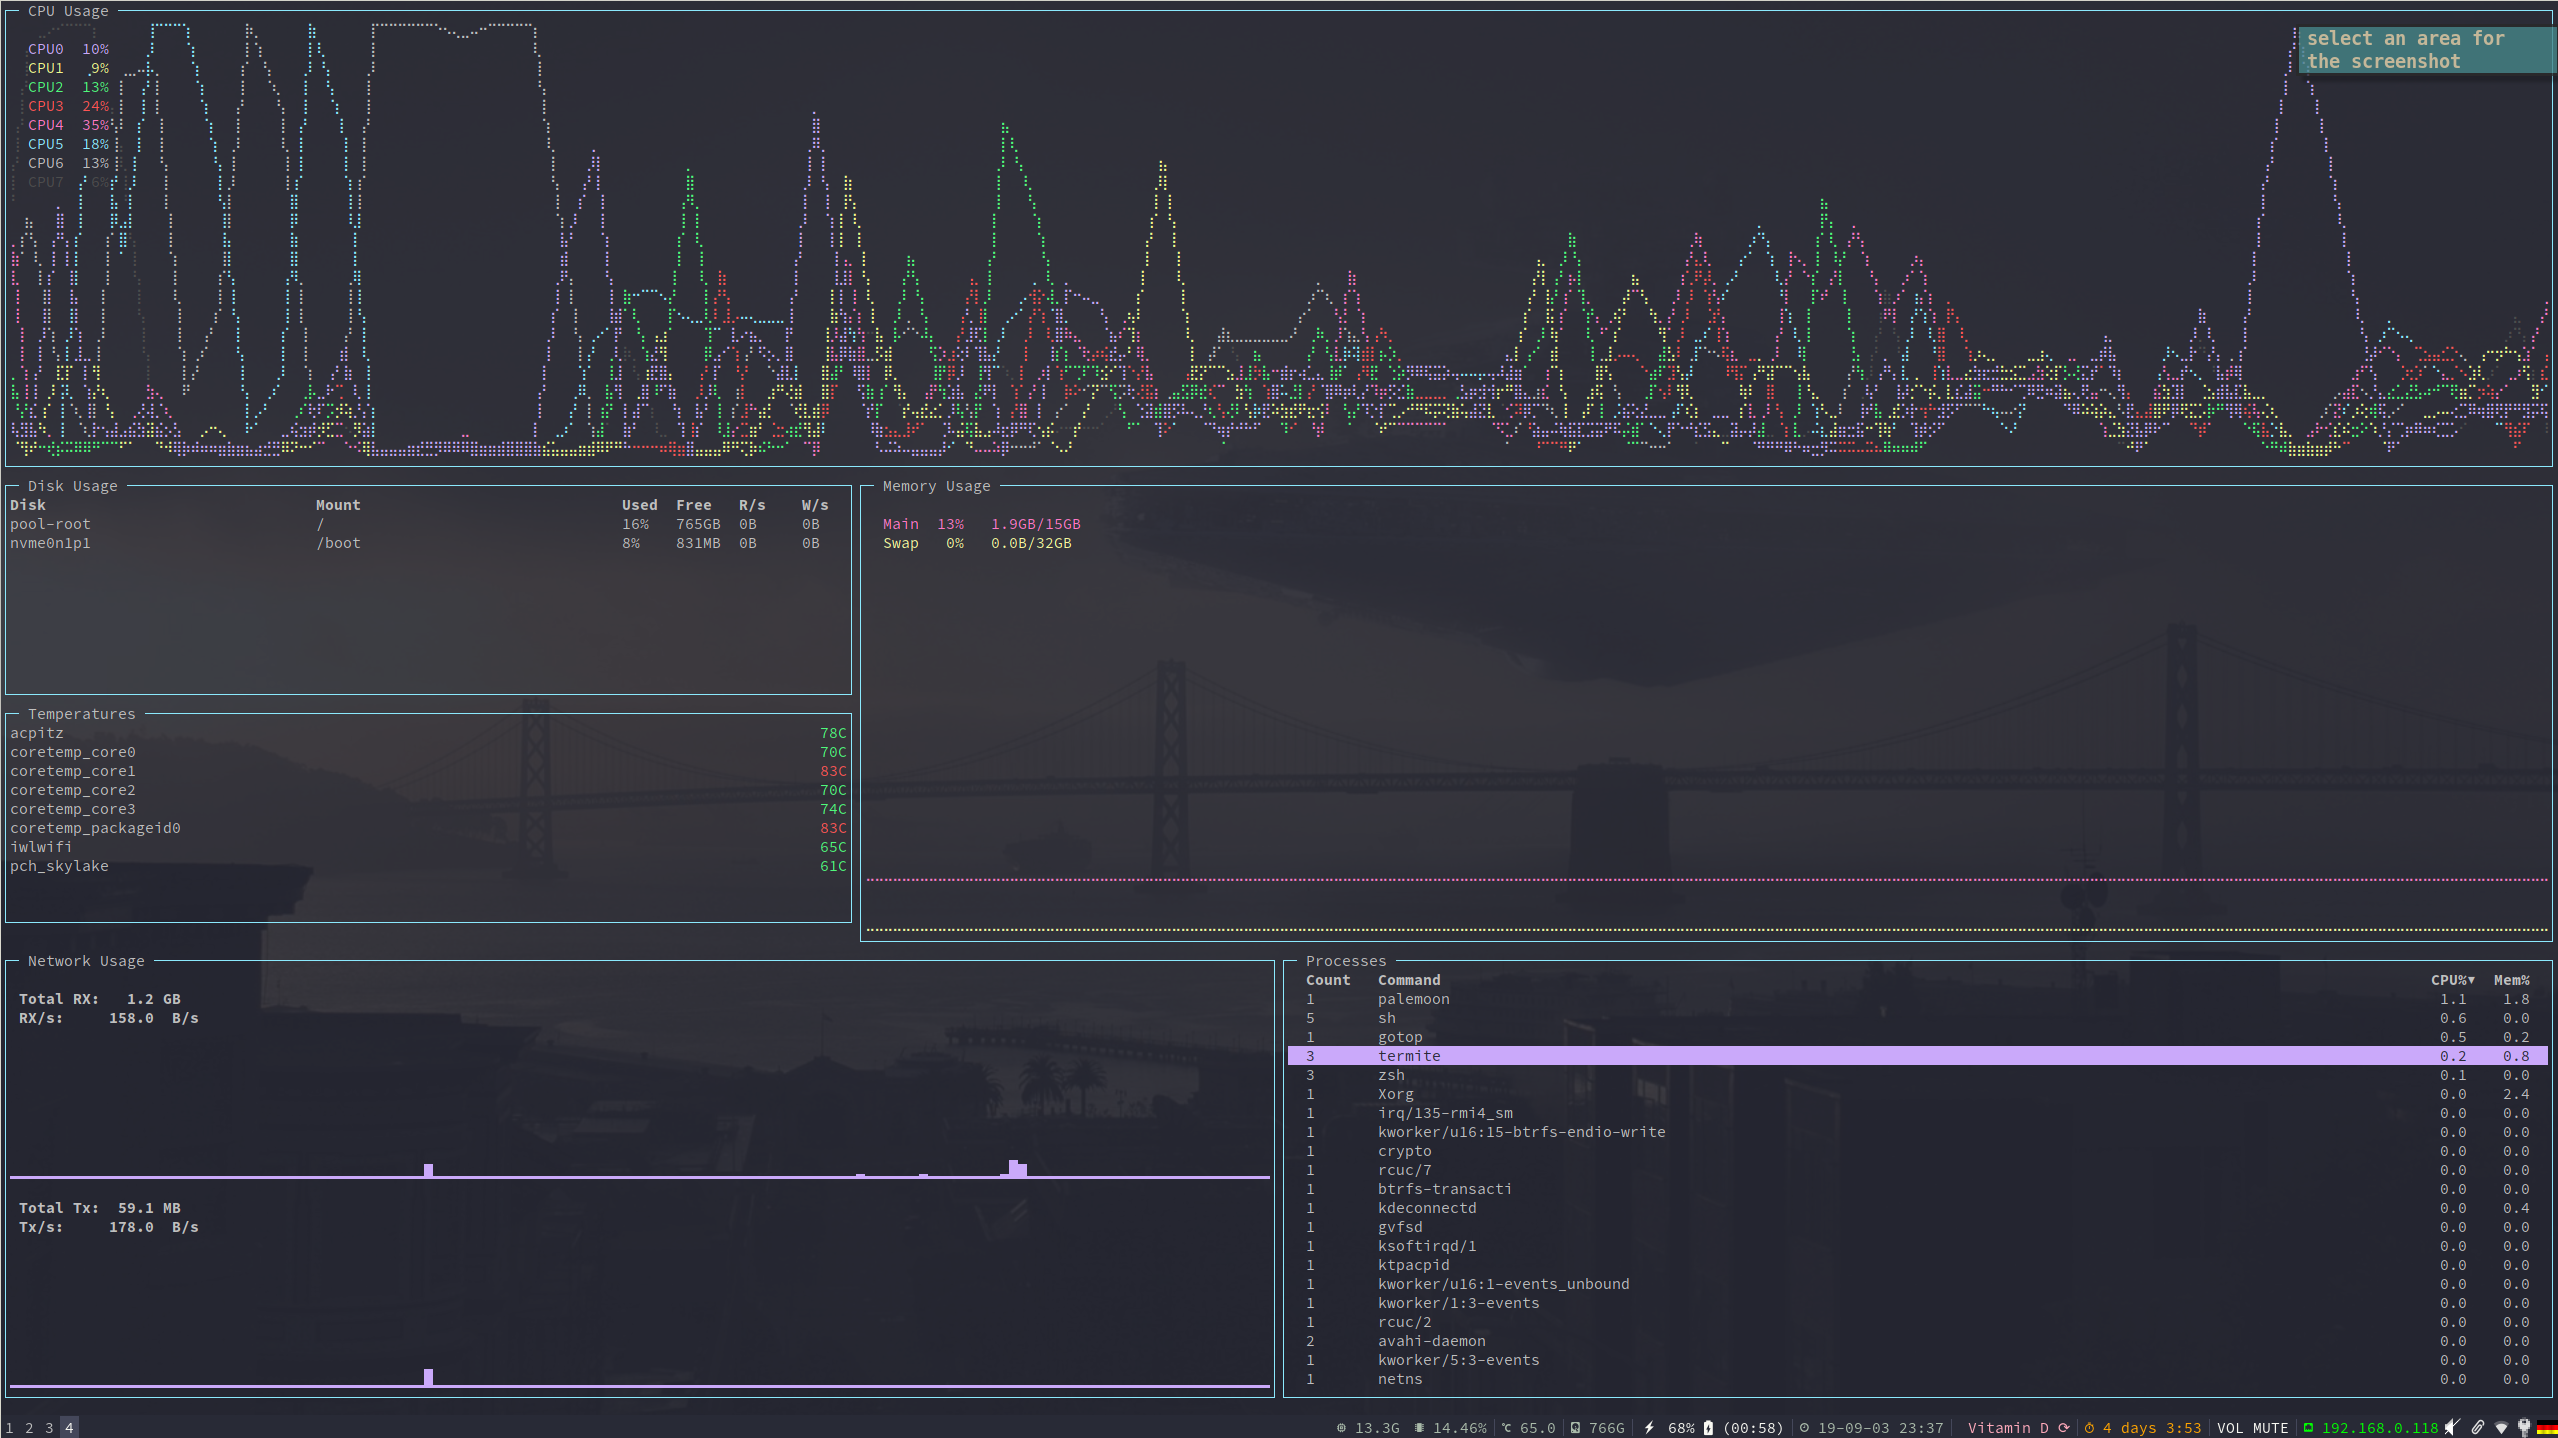 CPU Usage
select an area for
the screenshot
CPU0 10%
CPU1 9%
CPU2 13%
CPU3 24%
CPU4 35%
CPU5 18%
CPU6 13%
CPU7 6%
Disk Usage
Disk Mount Used Free R/s W/s
pool-root / 16% 765GB 0B 0B
nvme0n1p1 /boot 8% 831MB 0B 0B
Memory Usage
Main 13% 1.9GB/15GB
Swap 0% 0.0B/32GB
Temperatures
acpitz 78C
coretemp_core0 70C
coretemp_core1 83C
coretemp_core2 70C
coretemp_core3 74C
coretemp_packageid0 83C
iwlwifi 65C
pch_skylake 61C
Network Usage
Total RX: 1.2 GB
RX/s: 158.0 B/s
Total Tx: 59.1 MB
Tx/s: 178.0 B/s
Processes
Count Command CPU%▼ Mem%
1 palemoon 1.1 1.8
5 sh 0.6 0.0
1 gotop 0.5 0.2
3 termite 0.2 0.8
3 zsh 0.1 0.0
1 Xorg 0.0 2.4
1 irq/135-rmi4_sm 0.0 0.0
1 kworker/u16:15-btrfs-endio-write 0.0 0.0
1 crypto 0.0 0.0
1 rcuc/7 0.0 0.0
1 btrfs-transacti 0.0 0.0
1 kdeconnectd 0.0 0.4
1 gvfsd 0.0 0.0
1 ksoftirqd/1 0.0 0.0
1 ktpacpid 0.0 0.0
1 kworker/u16:1-events_unbound 0.0 0.0
1 kworker/1:3-events 0.0 0.0
1 rcuc/2 0.0 0.0
2 avahi-daemon 0.0 0.0
1 kworker/5:3-events 0.0 0.0
1 netns 0.0 0.0
1 2 3 4 13.3G 14.46% ℃ 65.0 766G 68% (00:58) 19-09-03 23:37 Vitamin D 4 days 3:53 VOL MUTE 192.168.0.118